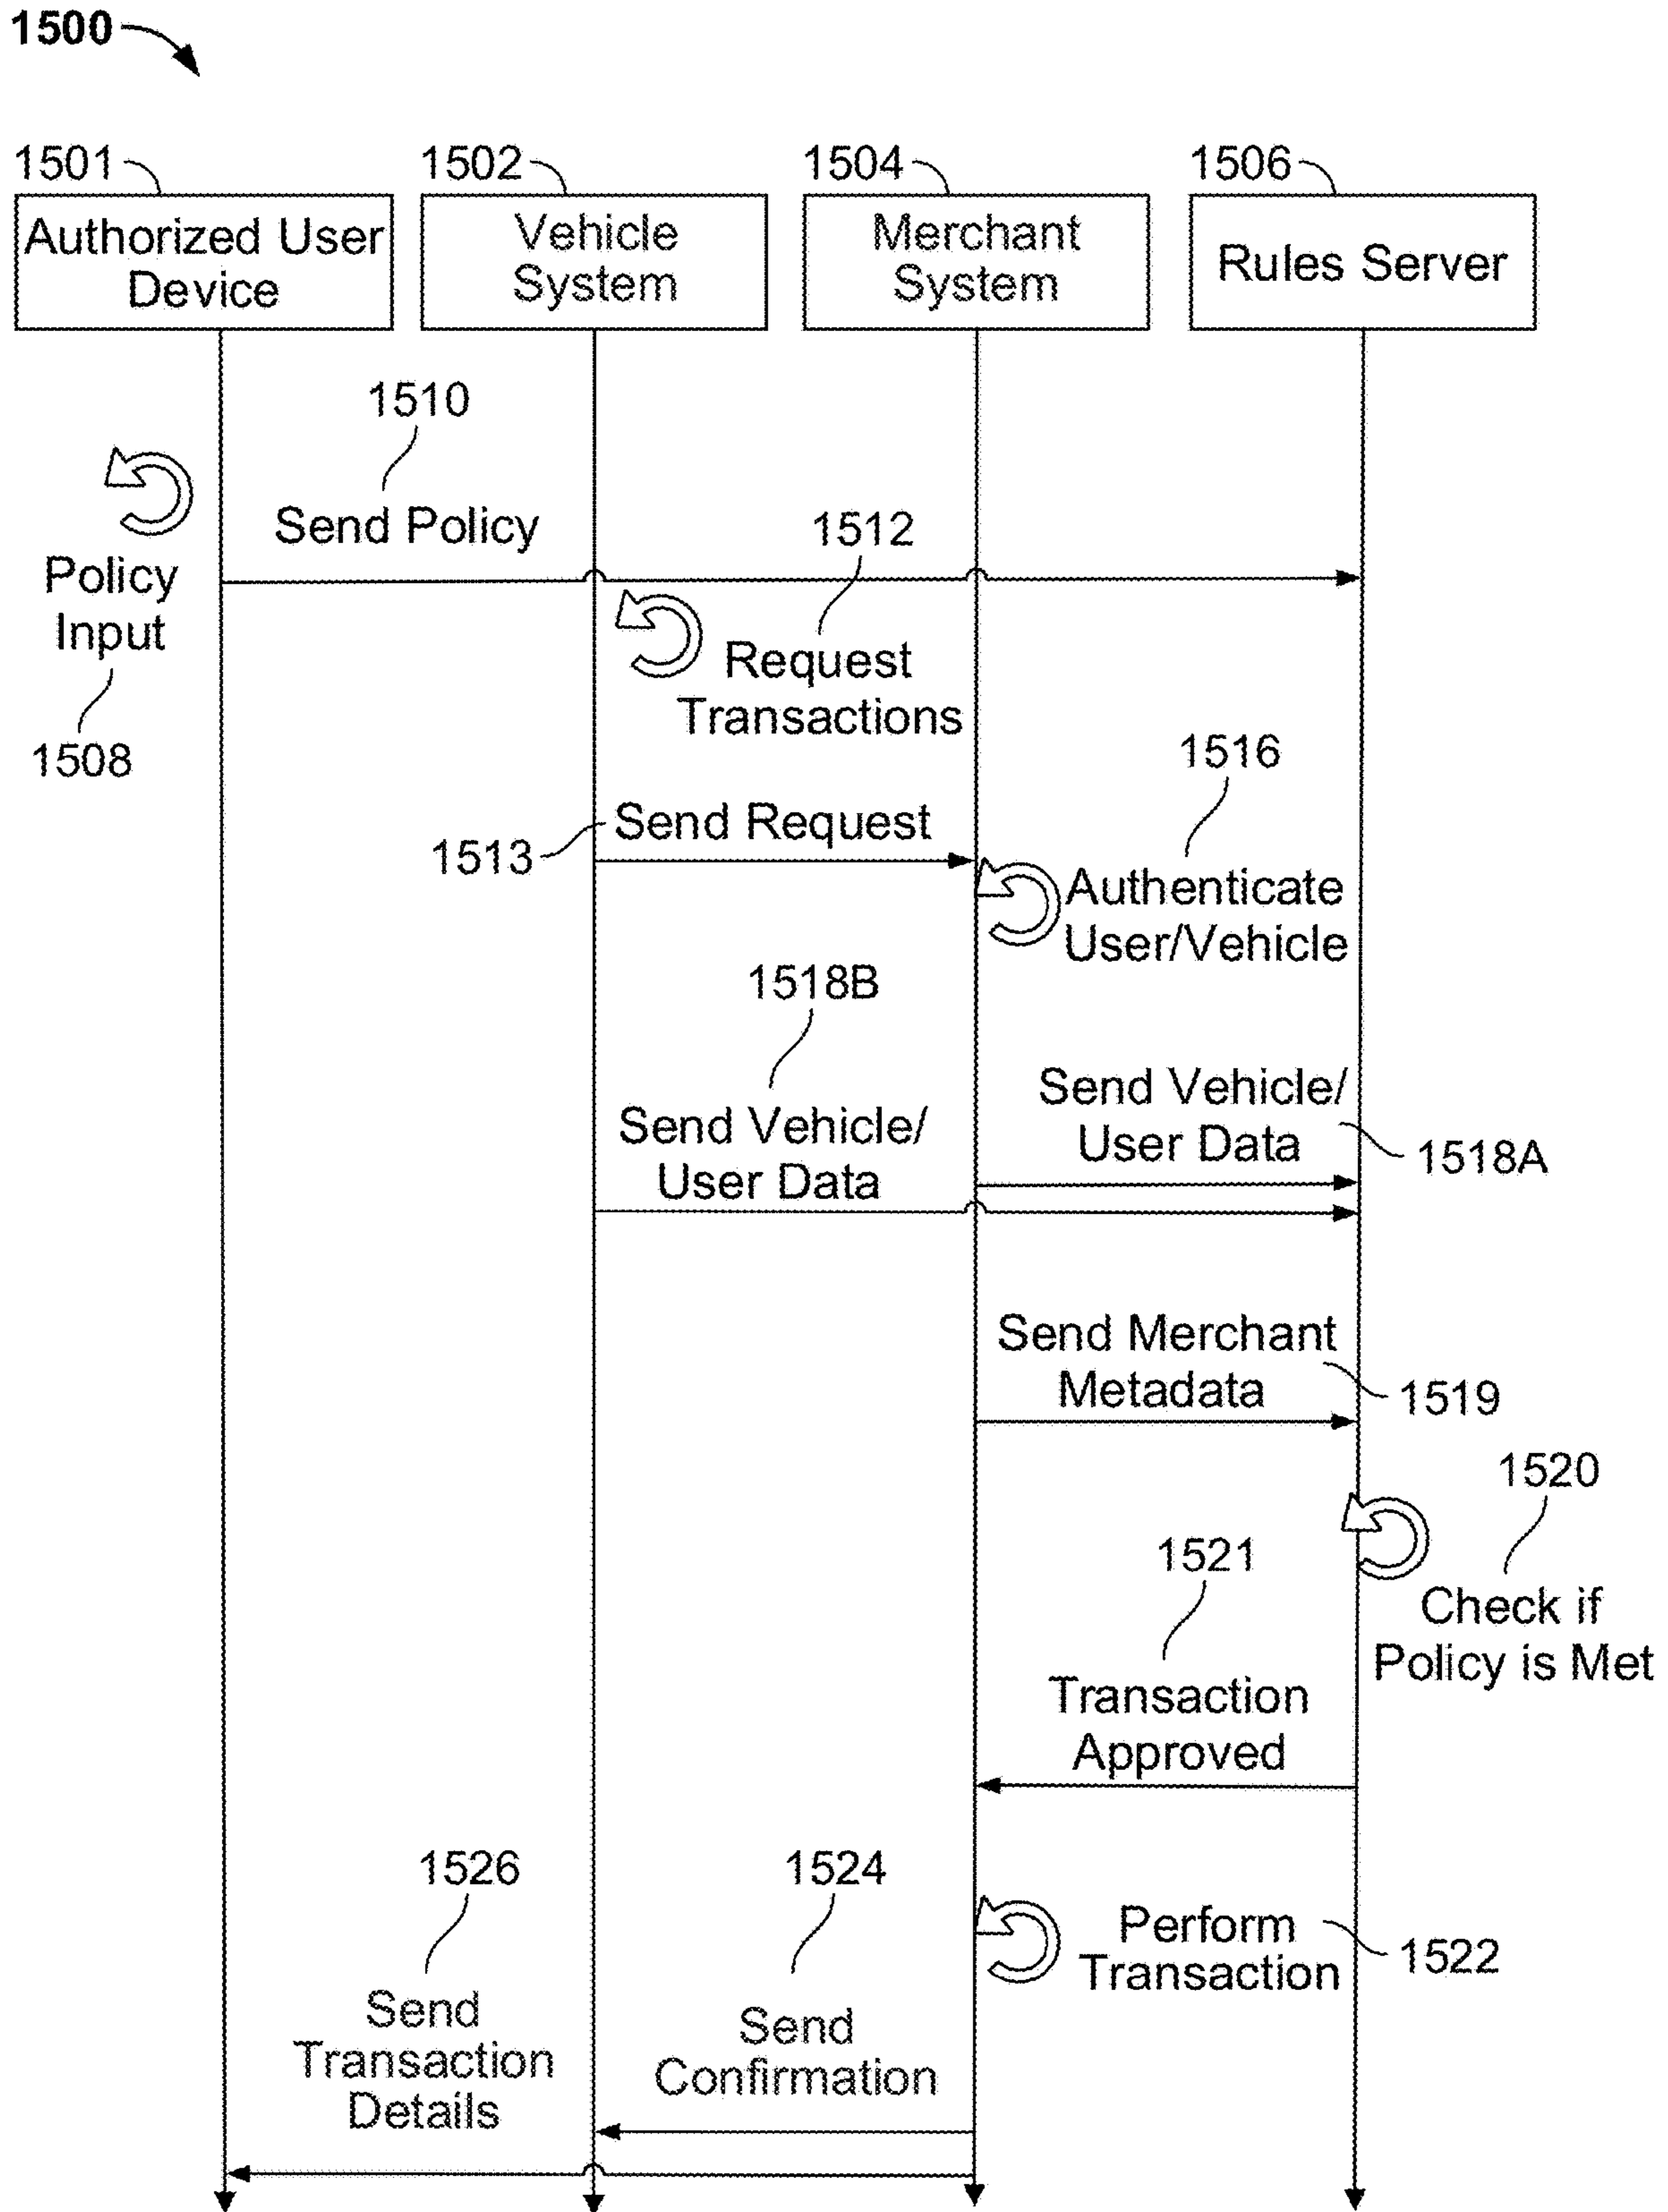 1500
1501
1502
1504
1506
Authorized User
Device
Vehicle
System
Merchant
System
Rules Server
1510
Send Policy
Policy
Input
1508
1512
Request
Transactions
1513
Send Request
1516
Authenticate
User/Vehicle
1518B
Send Vehicle/
User Data
Send Vehicle/
User Data
1518A
Send Merchant
Metadata
1519
1520
Check if
Policy is Met
1521
Transaction
Approved
Perform
Transaction
1522
1524
Send
Confirmation
1526
Send
Transaction
Details